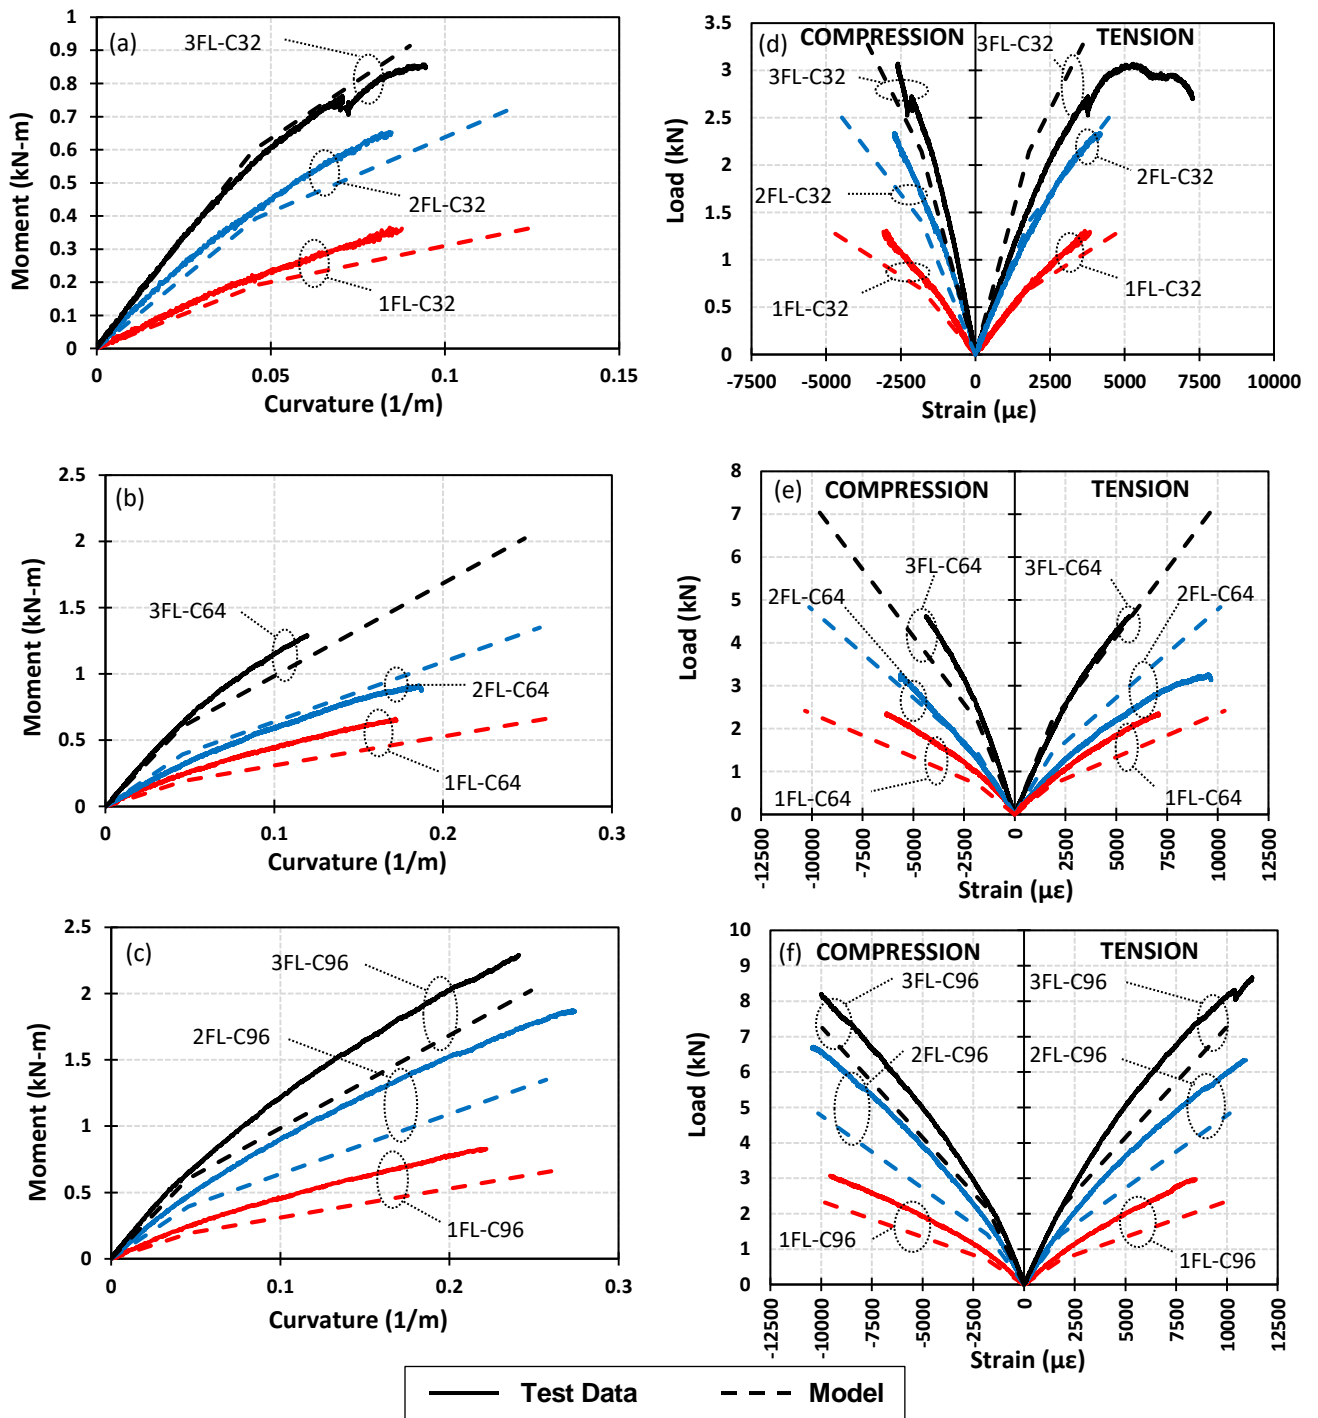 (a)
1
0.9
0.8
0.7
0.6
0.5
0.4
0.3
0.2
0.1
0
Moment (kN-m)
3FL-C32
2FL-C32
1FL-C32
0
0.05
0.1
0.15
Curvature (1/m)
(d)
COMPRESSION
TENSION
3.5
3
2.5
2
1.5
1
0.5
0
Load (kN)
3FL-C32
3FL-C32
2FL-C32
2FL-C32
1FL-C32
1FL-C32
-7500
-5000
-2500
0
2500
5000
7500
10000
Strain (με)
(b)
2.5
2
1.5
1
0.5
0
Moment (kN-m)
3FL-C64
2FL-C64
1FL-C64
0
0.1
0.2
0.3
Curvature (1/m)
(e)
COMPRESSION
TENSION
8
7
6
5
4
3
2
1
0
Load (kN)
3FL-C64
3FL-C64
2FL-C64
2FL-C64
1FL-C64
1FL-C64
-12500
-10000
-7500
-5000
-2500
0
2500
5000
7500
10000
12500
Strain (με)
(c)
2.5
2
1.5
1
0.5
0
Moment (kN-m)
3FL-C96
2FL-C96
1FL-C96
0
0.1
0.2
0.3
Curvature (1/m)
(f)
COMPRESSION
TENSION
10
9
8
7
6
5
4
3
2
1
0
Load (kN)
3FL-C96
3FL-C96
2FL-C96
2FL-C96
1FL-C96
1FL-C96
-12500
-10000
-7500
-5000
-2500
0
2500
5000
7500
10000
12500
Strain (με)
Test Data
Model